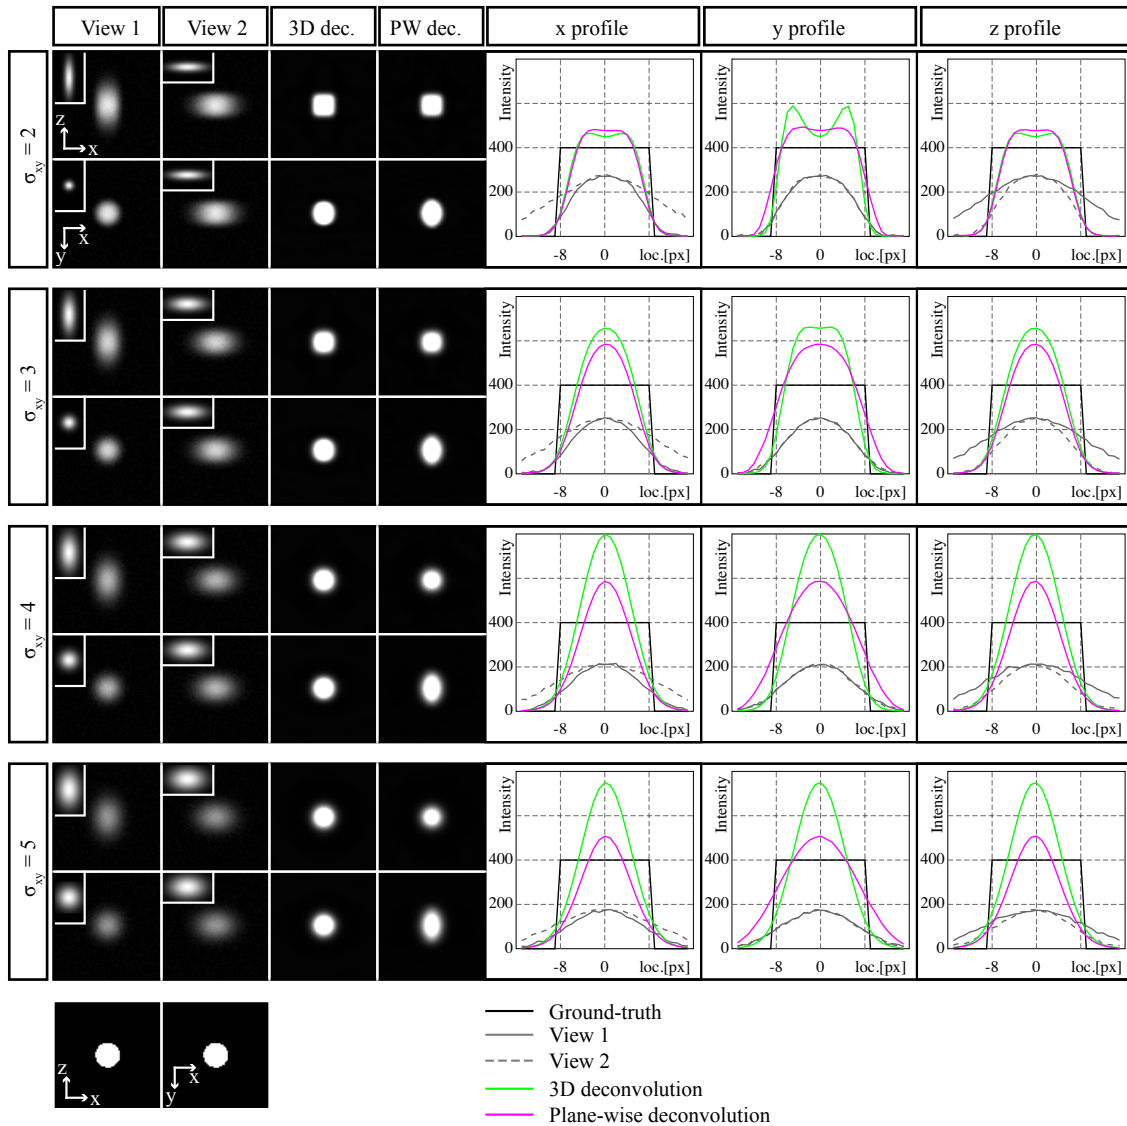 View 1 View 2 3D dec. PW dec. x profile y profile z profile
σxy = 2
z x
y x
Intensity 400 200 0 -8 0 loc.[px]
Intensity 400 200 0 -8 0 loc.[px]
Intensity 400 200 0 -8 0 loc.[px]
σxy = 3
Intensity 400 200 0 -8 0 loc.[px]
Intensity 400 200 0 -8 0 loc.[px]
Intensity 400 200 0 -8 0 loc.[px]
σxy = 4
Intensity 400 200 0 -8 0 loc.[px]
Intensity 400 200 0 -8 0 loc.[px]
Intensity 400 200 0 -8 0 loc.[px]
σxy = 5
Intensity 400 200 0 -8 0 loc.[px]
Intensity 400 200 0 -8 0 loc.[px]
Intensity 400 200 0 -8 0 loc.[px]
z x
y x
Ground-truth
View 1
View 2
3D deconvolution
Plane-wise deconvolution